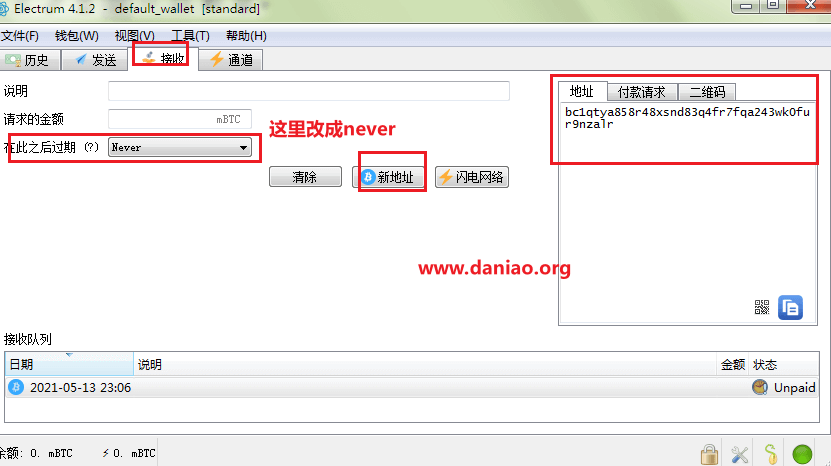 Electrum 4.1.2 - default_wallet [standard]
文件(F) 钱包(W) 视图(V) 工具(T) 帮助(H)
历史 发送 接收 通道
说明
请求的金额 mBTC
在此之后过期 (?) Never
这里改成never
清除 新地址 闪电网络
地址 付款请求 二维码
bc1qtya858r48xsnd83q4fr7fqa243wk0fu
r9nzalr
www.daniao.org
接收队列
日期 说明 金额 状态
2021-05-13 23:06 Unpaid
余额: 0. mBTC 0. mBTC